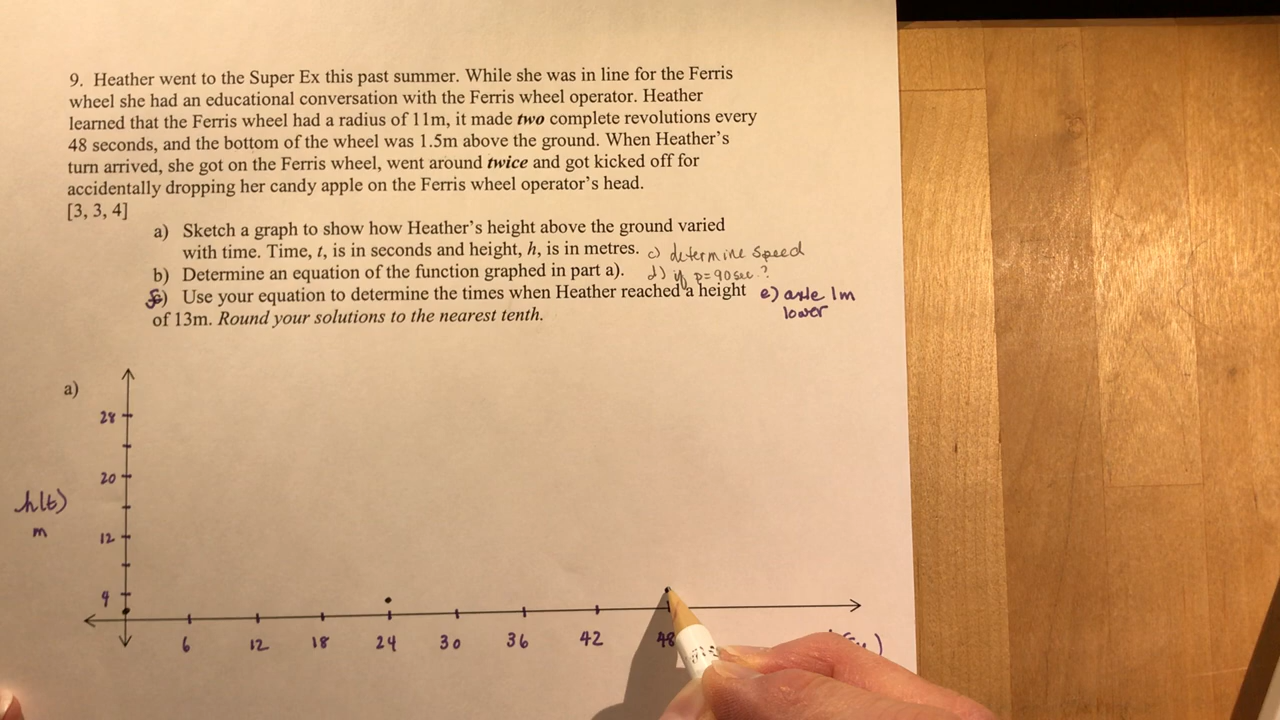 9. Heather went to the Super Ex this past summer. While she was in line for the Ferris
wheel she had an educational conversation with the Ferris wheel operator. Heather
learned that the Ferris wheel had a radius of 11m, it made two complete revolutions every
48 seconds, and the bottom of the wheel was 1.5m above the ground. When Heather's
turn arrived, she got on the Ferris wheel, went around twice and got kicked off for
accidentally dropping her candy apple on the Ferris wheel operator's head.
[3, 3, 4]
a) Sketch a graph to show how Heather's height above the ground varied
with time. Time, t, is in seconds and height, h, is in metres. c) determine speed
b) Determine an equation of the function graphed in part a). d) if p=90sec?
f) Use your equation to determine the times when Heather reached a height e) axle 1m
of 13m. Round your solutions to the nearest tenth. lower
a)
28
20
h(t)
m
12
4
6 12 18 24 30 36 42 48